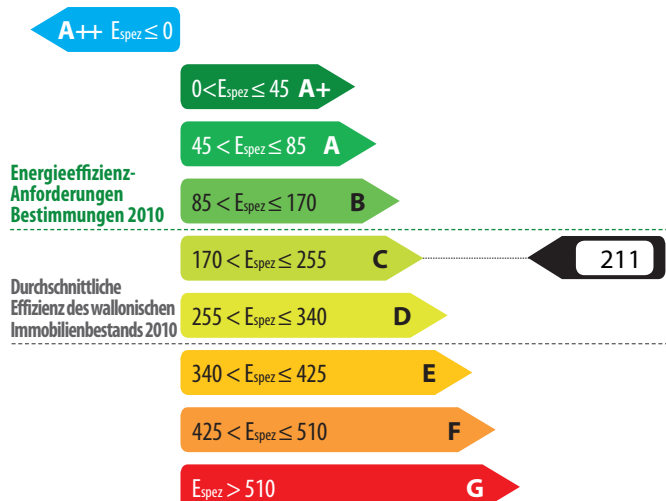 A++ Espez ≤ 0
0<Espez ≤ 45 A+
45 < Espez ≤ 85 A
Energieeffizienz-
Anforderungen
Bestimmungen 2010
85 < Espez ≤ 170 B
170 < Espez ≤ 255 C
211
Durchschnittliche
Effizienz des wallonischen
Immobilienbestands 2010
255 < Espez ≤ 340 D
340 < Espez ≤ 425 E
425 < Espez ≤ 510 F
Espez > 510 G